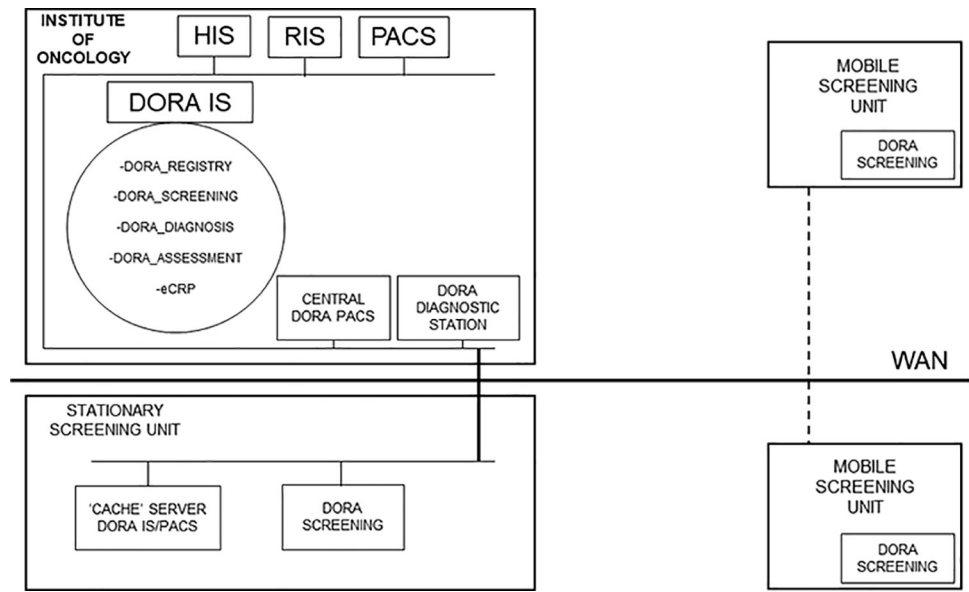 INSTITUTE
OF
ONCOLOGY
HIS
RIS
PACS
DORA IS
-DORA_REGISTRY
-DORA_SCREENING
-DORA_DIAGNOSIS
-DORA_ASSESSMENT
-eCRP
CENTRAL
DORA PACS
DORA
DIAGNOSTIC
STATION
MOBILE
SCREENING
UNIT
DORA
SCREENING
WAN
STATIONARY
SCREENING UNIT
'CACHE' SERVER
DORA IS/PACS
DORA
SCREENING
MOBILE
SCREENING
UNIT
DORA
SCREENING